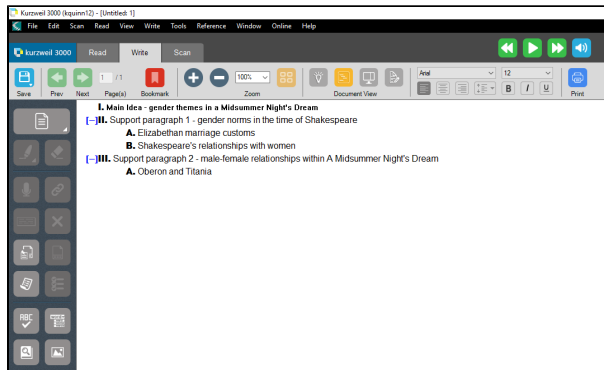 Kurzweil 3000 (kquinn12) - [Untitled: 1]
File Edit Scan Read View Write Tools Reference Window Online Help
kurzweil 3000 Read Write Scan
1 / 1 100% Arial 12 B I U
Save Prev Next Page(s) Bookmark Zoom Document View Print
I. Main Idea - gender themes in a Midsummer Night's Dream
[–]II. Support paragraph 1 - gender norms in the time of Shakespeare
A. Elizabethan marriage customs
B. Shakespeare's relationships with women
[–]III. Support paragraph 2 - male-female relationships within A Midsummer Night's Dream
A. Oberon and Titania
ABC